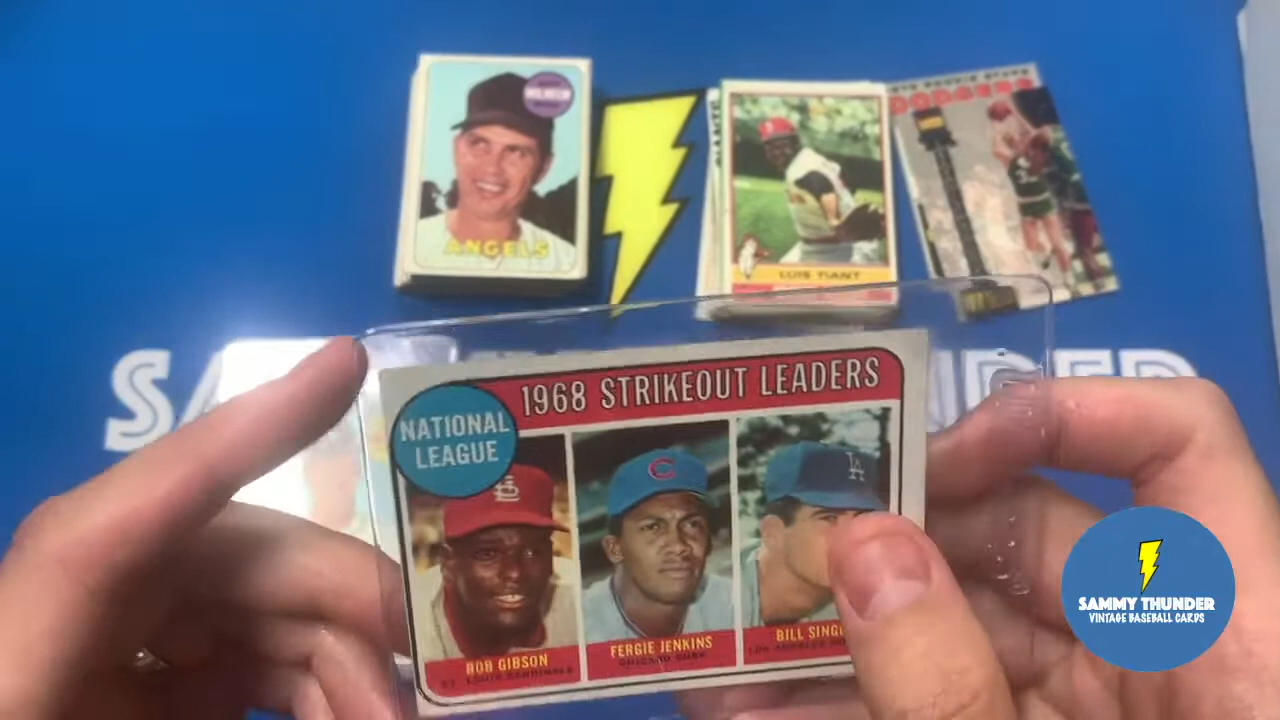 ANGELS
LUIS TIANT
DODGERS
1968 STRIKEOUT LEADERS
NATIONAL
LEAGUE
BOB GIBSON
ST. LOUIS CARDINALS
FERGIE JENKINS
CHICAGO CUBS
BILL SING
LOS ANGELES
SAMMY THUNDER
VINTAGE BASEBALL CARDS